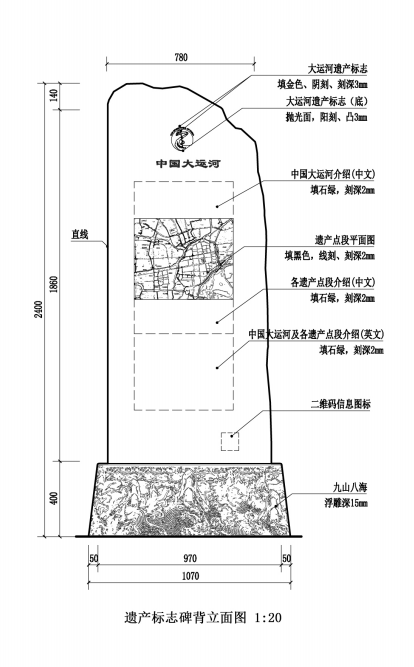 780
大运河遗产标志
填金色、阴刻、刻深3mm
大运河遗产标志（底）
抛光面，阳刻、凸3mm
140
中国大运河
中国大运河介绍(中文)
填石绿，刻深2mm
直线
遗产点段平面图
填黑色，线刻、刻深2mm
1860
2400
各遗产点段介绍(中文)
填石绿，刻深2mm
中国大运河及各遗产点段介绍(英文)
填石绿，刻深2mm
二维码信息图标
400
九山八海
浮雕深15mm
50
970
50
1070
遗产标志碑背立面图 1:20